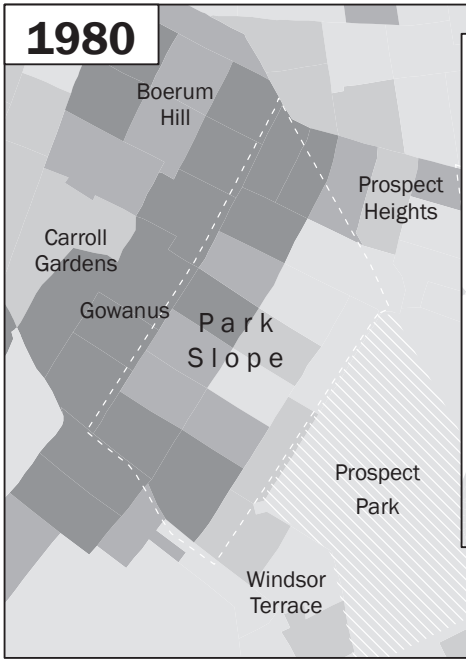 1980
Boerum
Hill
Prospect
Heights
Carroll
Gardens
Gowanus
Park
Slope
Prospect
Park
Windsor
Terrace